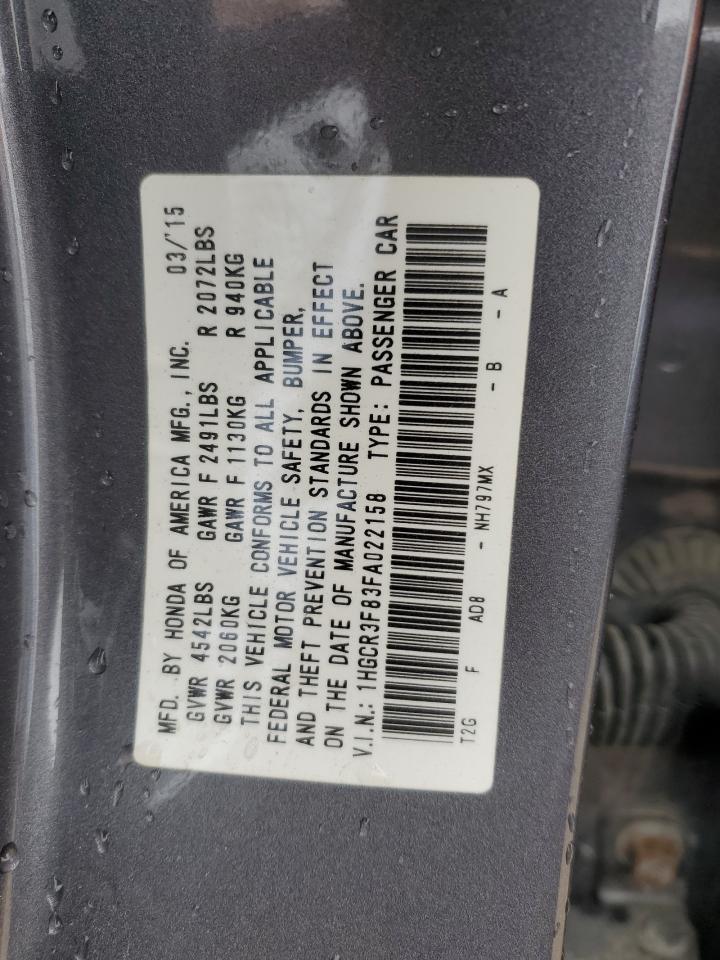 MFD. BY HONDA OF AMERICA MFG., INC. 03/'15
GVWR 4542LBS GAWR F 2491LBS R 2072LBS
GVWR 2060KG GAWR F 1130KG R 940KG
THIS VEHICLE CONFORMS TO ALL APPLICABLE
FEDERAL MOTOR VEHICLE SAFETY, BUMPER,
AND THEFT PREVENTION STANDARDS IN EFFECT
ON THE DATE OF MANUFACTURE SHOWN ABOVE.
V.I.N.: 1HGCR3F83FA022158 TYPE: PASSENGER CAR
T2G F AD8 - NH797MX - B - A